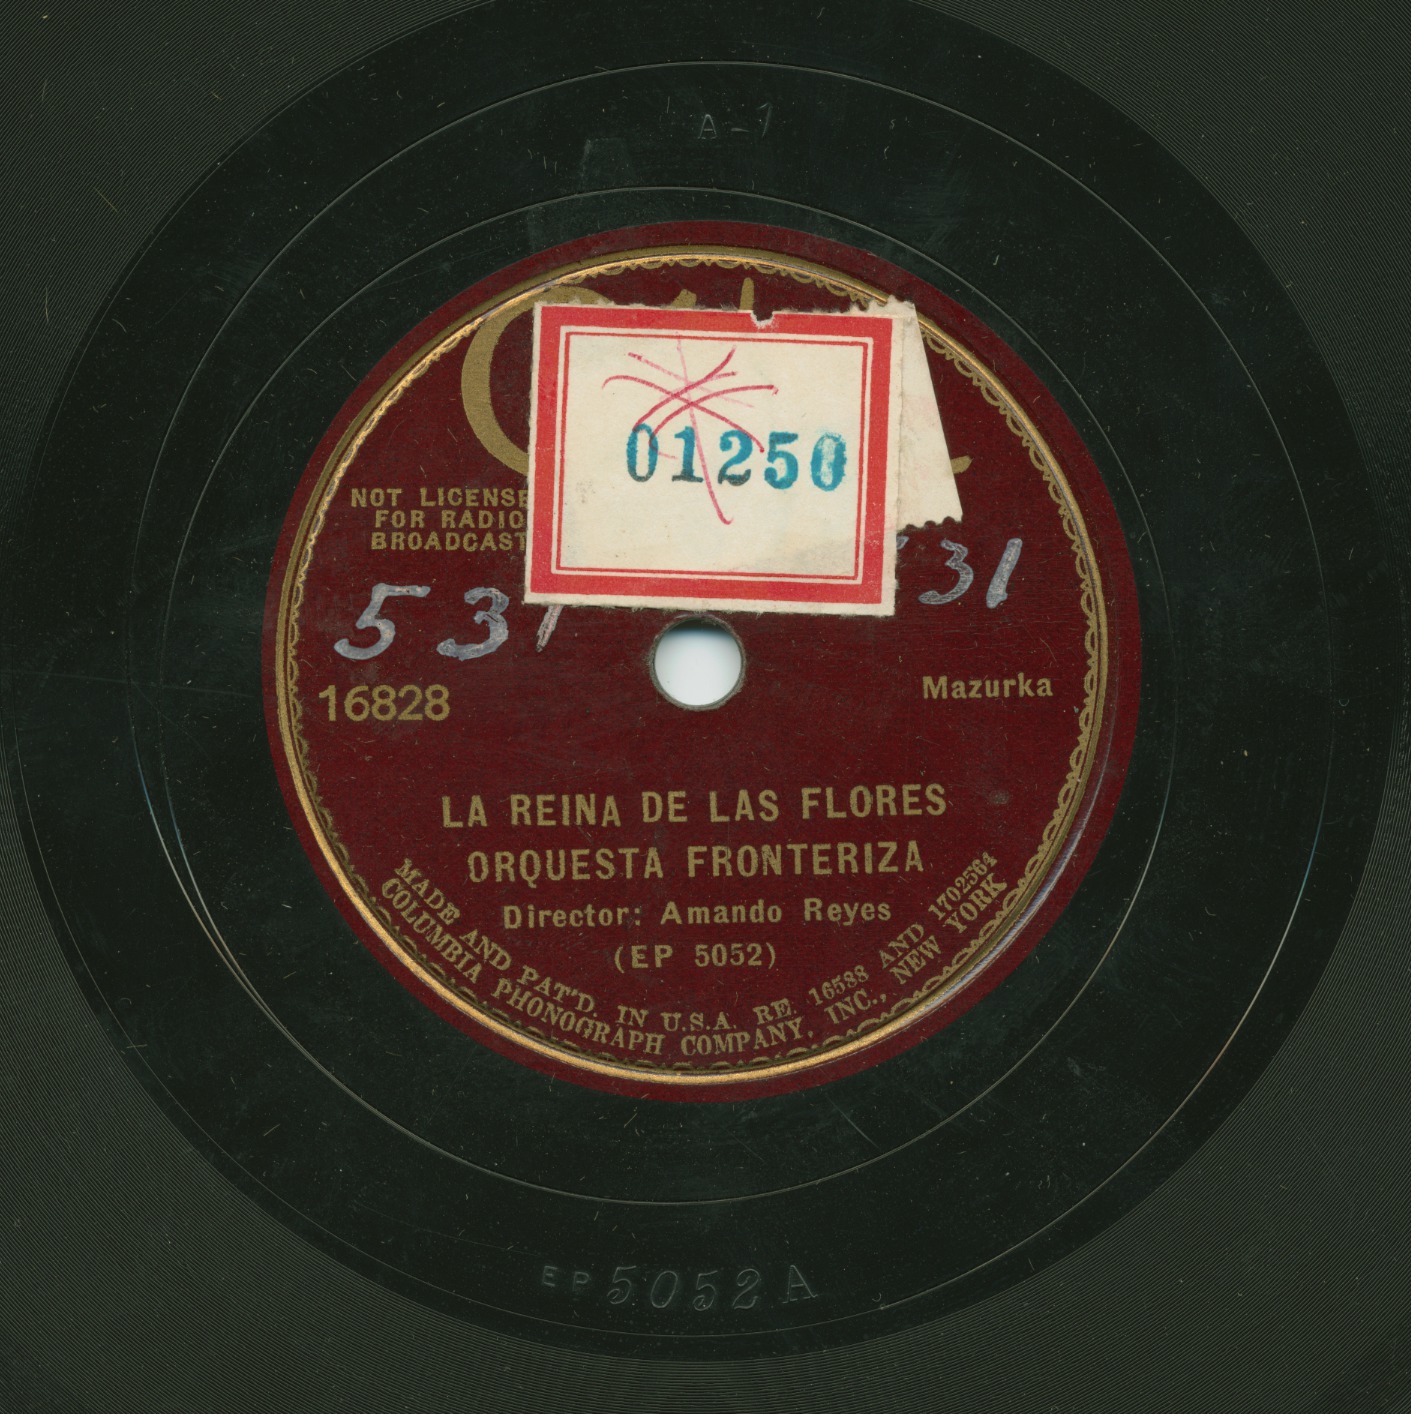 A-1
01250
NOT LICENSE
FOR RADIO
BROADCAST
531
31
16828
Mazurka
LA REINA DE LAS FLORES
ORQUESTA FRONTERIZA
Director: Amando Reyes
(EP 5052)
MADE AND PAT'D. IN U.S.A. RE. 16588 AND 1702564
COLUMBIA PHONOGRAPH COMPANY, INC., NEW YORK
EP 5052 A